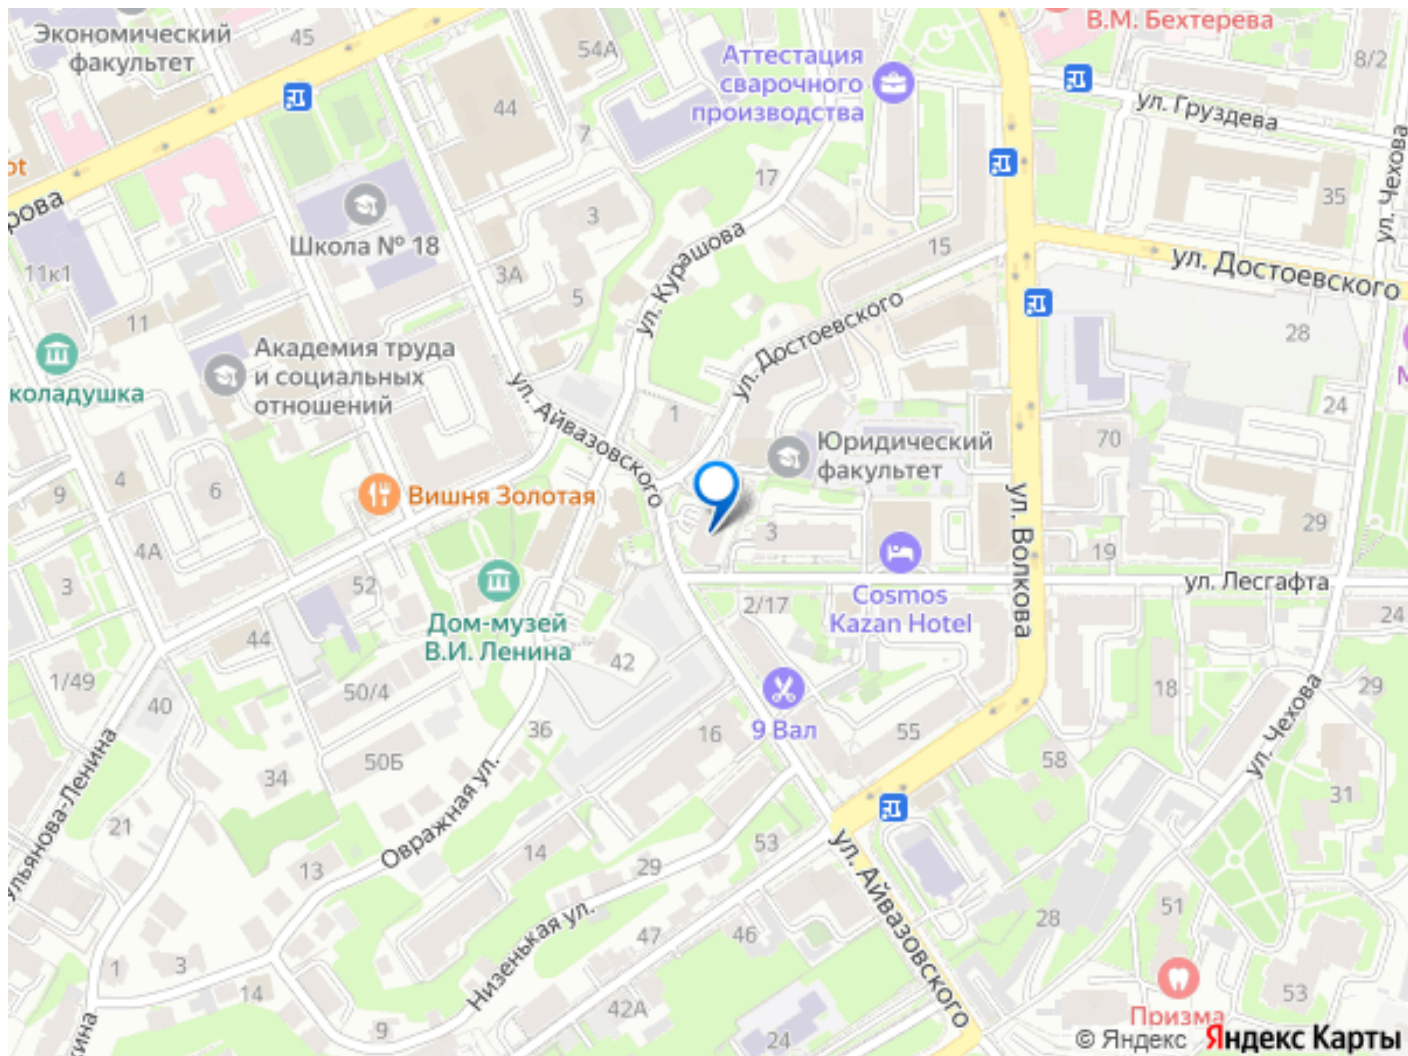 Экономический
факультет
45
54А
Аттестация
сварочного
производства
В.М. Бехтерева
8/2
ул. Груздева
44
7
17
35
ул. Чехова
Школа № 18
3
3А
5
ул. Курашова
15
ул. Достоевского
11к1
11
28
Академия труда
и социальных
отношений
ул. Достоевского
коладушка
ул. Айвазовского
1
24
70
Юридический
факультет
4
9
6
Вишня Золотая
ул. Волкова
29
4А
3
19
3
52
ул. Лесгафта
Дом-музей
В.И. Ленина
2/17
Cosmos
Kazan Hotel
24
44
42
1/49
50/4
40
18
29
36
16
9 Вал
55
50Б
34
58
ул. Чехова
31
21
Овражная ул.
13
14
29
53
ул. Айвазовского
ульянова-Ленина
Низенькая ул.
47
46
28
51
1
3
14
9
42А
24
53
Призма
© Яндекс Яндекс Карты